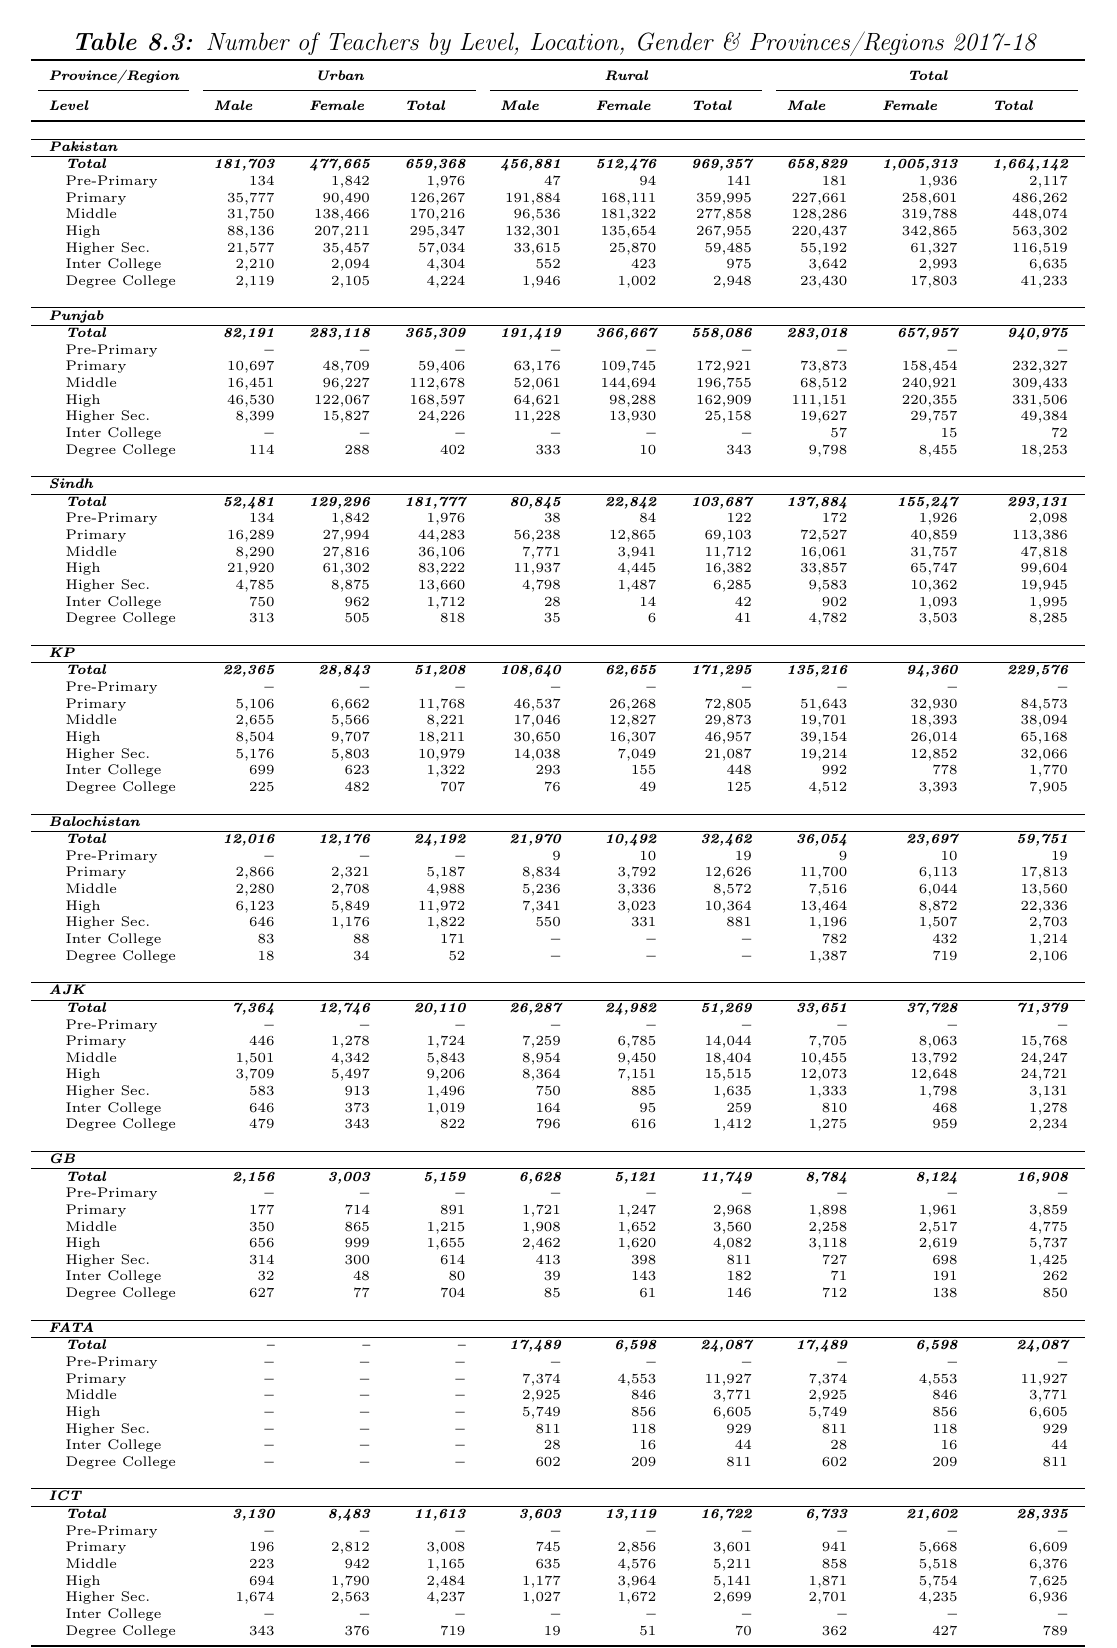 Table 8.3: Number of Teachers by Level, Location, Gender & Provinces/Regions 2017-18
Province/Region Urban Rural Total
Level Male Female Total Male Female Total Male Female Total
Pakistan
Total 181,703 477,665 659,368 456,881 512,476 969,357 658,829 1,005,313 1,664,142
Pre-Primary 134 1,842 1,976 47 94 141 181 1,936 2,117
Primary 35,777 90,490 126,267 191,884 168,111 359,995 227,661 258,601 486,262
Middle 31,750 138,466 170,216 96,536 181,322 277,858 128,286 319,788 448,074
High 88,136 207,211 295,347 132,301 135,654 267,955 220,437 342,865 563,302
Higher Sec. 21,577 35,457 57,034 33,615 25,870 59,485 55,192 61,327 116,519
Inter College 2,210 2,094 4,304 552 423 975 3,642 2,993 6,635
Degree College 2,119 2,105 4,224 1,946 1,002 2,948 23,430 17,803 41,233
Punjab
Total 82,191 283,118 365,309 191,419 366,667 558,086 283,018 657,957 940,975
Pre-Primary – – – – – – – – –
Primary 10,697 48,709 59,406 63,176 109,745 172,921 73,873 158,454 232,327
Middle 16,451 96,227 112,678 52,061 144,694 196,755 68,512 240,921 309,433
High 46,530 122,067 168,597 64,621 98,288 162,909 111,151 220,355 331,506
Higher Sec. 8,399 15,827 24,226 11,228 13,930 25,158 19,627 29,757 49,384
Inter College – – – – – – 57 15 72
Degree College 114 288 402 333 10 343 9,798 8,455 18,253
Sindh
Total 52,481 129,296 181,777 80,845 22,842 103,687 137,884 155,247 293,131
Pre-Primary 134 1,842 1,976 38 84 122 172 1,926 2,098
Primary 16,289 27,994 44,283 56,238 12,865 69,103 72,527 40,859 113,386
Middle 8,290 27,816 36,106 7,771 3,941 11,712 16,061 31,757 47,818
High 21,920 61,302 83,222 11,937 4,445 16,382 33,857 65,747 99,604
Higher Sec. 4,785 8,875 13,660 4,798 1,487 6,285 9,583 10,362 19,945
Inter College 750 962 1,712 28 14 42 902 1,093 1,995
Degree College 313 505 818 35 6 41 4,782 3,503 8,285
KP
Total 22,365 28,843 51,208 108,640 62,655 171,295 135,216 94,360 229,576
Pre-Primary – – – – – – – – –
Primary 5,106 6,662 11,768 46,537 26,268 72,805 51,643 32,930 84,573
Middle 2,655 5,566 8,221 17,046 12,827 29,873 19,701 18,393 38,094
High 8,504 9,707 18,211 30,650 16,307 46,957 39,154 26,014 65,168
Higher Sec. 5,176 5,803 10,979 14,038 7,049 21,087 19,214 12,852 32,066
Inter College 699 623 1,322 293 155 448 992 778 1,770
Degree College 225 482 707 76 49 125 4,512 3,393 7,905
Balochistan
Total 12,016 12,176 24,192 21,970 10,492 32,462 36,054 23,697 59,751
Pre-Primary – – – 9 10 19 9 10 19
Primary 2,866 2,321 5,187 8,834 3,792 12,626 11,700 6,113 17,813
Middle 2,280 2,708 4,988 5,236 3,336 8,572 7,516 6,044 13,560
High 6,123 5,849 11,972 7,341 3,023 10,364 13,464 8,872 22,336
Higher Sec. 646 1,176 1,822 550 331 881 1,196 1,507 2,703
Inter College 83 88 171 – – – 782 432 1,214
Degree College 18 34 52 – – – 1,387 719 2,106
AJK
Total 7,364 12,746 20,110 26,287 24,982 51,269 33,651 37,728 71,379
Pre-Primary – – – – – – – – –
Primary 446 1,278 1,724 7,259 6,785 14,044 7,705 8,063 15,768
Middle 1,501 4,342 5,843 8,954 9,450 18,404 10,455 13,792 24,247
High 3,709 5,497 9,206 8,364 7,151 15,515 12,073 12,648 24,721
Higher Sec. 583 913 1,496 750 885 1,635 1,333 1,798 3,131
Inter College 646 373 1,019 164 95 259 810 468 1,278
Degree College 479 343 822 796 616 1,412 1,275 959 2,234
GB
Total 2,156 3,003 5,159 6,628 5,121 11,749 8,784 8,124 16,908
Pre-Primary – – – – – – – – –
Primary 177 714 891 1,721 1,247 2,968 1,898 1,961 3,859
Middle 350 865 1,215 1,908 1,652 3,560 2,258 2,517 4,775
High 656 999 1,655 2,462 1,620 4,082 3,118 2,619 5,737
Higher Sec. 314 300 614 413 398 811 727 698 1,425
Inter College 32 48 80 39 143 182 71 191 262
Degree College 627 77 704 85 61 146 712 138 850
FATA
Total – – – 17,489 6,598 24,087 17,489 6,598 24,087
Pre-Primary – – – – – – – – –
Primary – – – 7,374 4,553 11,927 7,374 4,553 11,927
Middle – – – 2,925 846 3,771 2,925 846 3,771
High – – – 5,749 856 6,605 5,749 856 6,605
Higher Sec. – – – 811 118 929 811 118 929
Inter College – – – 28 16 44 28 16 44
Degree College – – – 602 209 811 602 209 811
ICT
Total 3,130 8,483 11,613 3,603 13,119 16,722 6,733 21,602 28,335
Pre-Primary – – – – – – – – –
Primary 196 2,812 3,008 745 2,856 3,601 941 5,668 6,609
Middle 223 942 1,165 635 4,576 5,211 858 5,518 6,376
High 694 1,790 2,484 1,177 3,964 5,141 1,871 5,754 7,625
Higher Sec. 1,674 2,563 4,237 1,027 1,672 2,699 2,701 4,235 6,936
Inter College – – – – – – – – –
Degree College 343 376 719 19 51 70 362 427 789